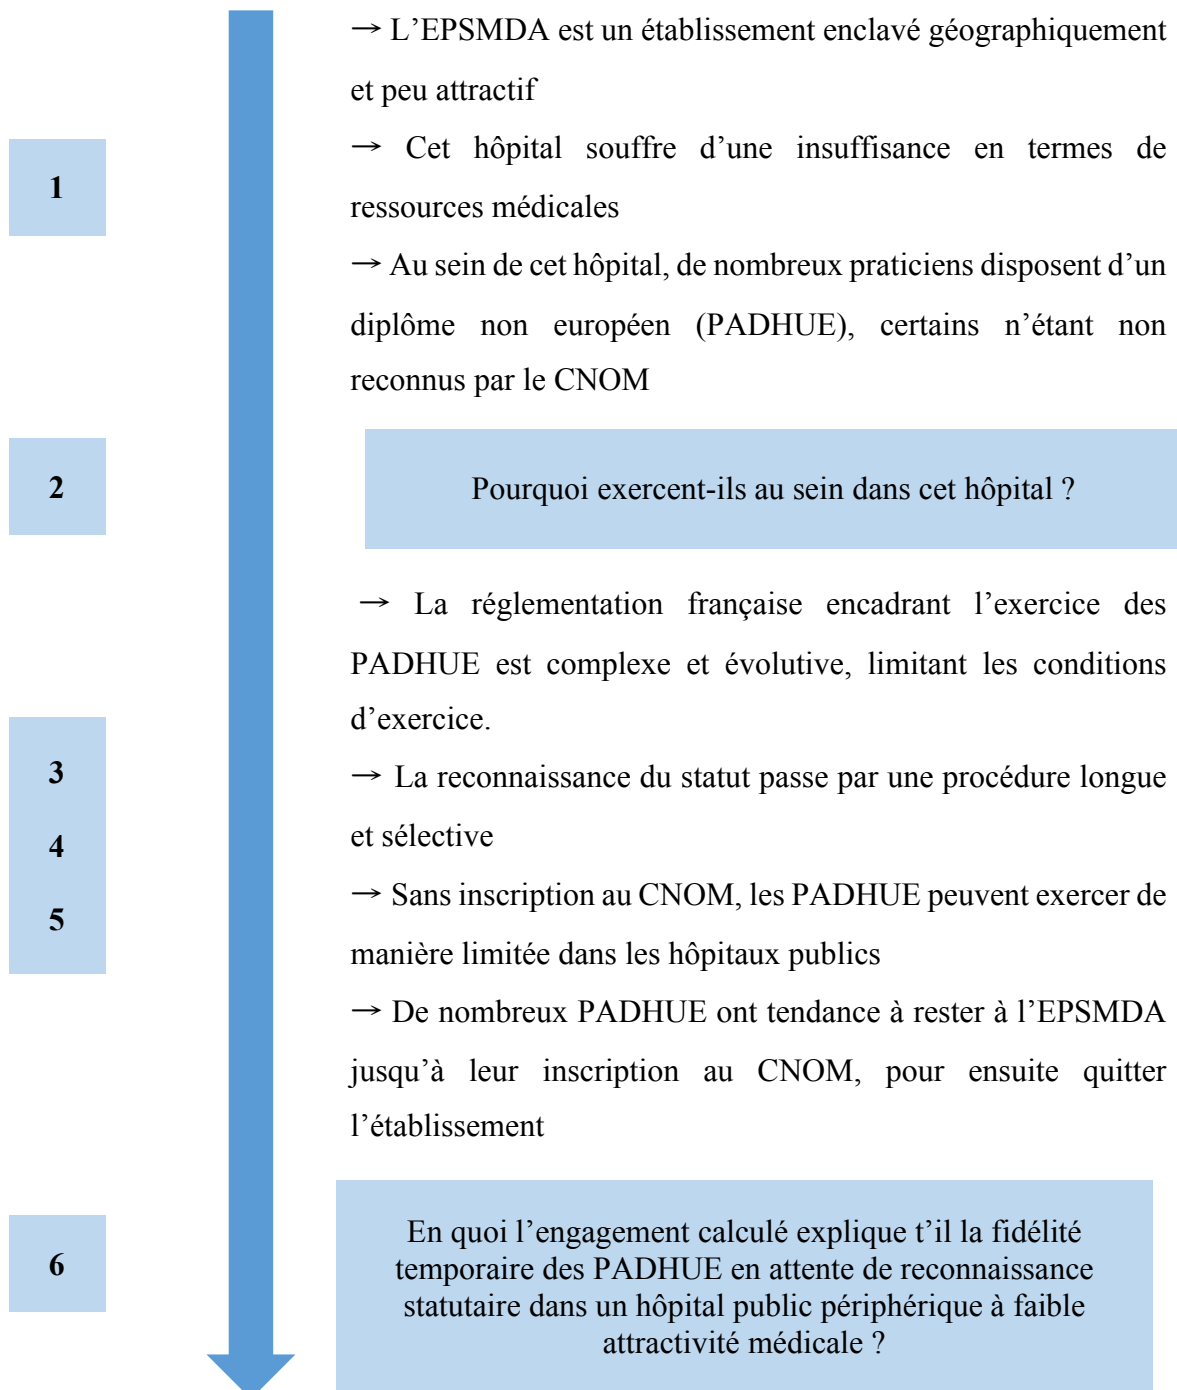 → L’EPSMDA est un établissement enclavé géographiquement
et peu attractif
1
→ Cet hôpital souffre d’une insuffisance en termes de
ressources médicales
→ Au sein de cet hôpital, de nombreux praticiens disposent d’un
diplôme non européen (PADHUE), certains n’étant non
reconnus par le CNOM
2
Pourquoi exercent-ils au sein dans cet hôpital ?
→ La réglementation française encadrant l’exercice des
PADHUE est complexe et évolutive, limitant les conditions
d’exercice.
3
→ La reconnaissance du statut passe par une procédure longue
et sélective
4
→ Sans inscription au CNOM, les PADHUE peuvent exercer de
manière limitée dans les hôpitaux publics
5
→ De nombreux PADHUE ont tendance à rester à l’EPSMDA
jusqu’à leur inscription au CNOM, pour ensuite quitter
l’établissement
6
En quoi l’engagement calculé explique t’il la fidélité
temporaire des PADHUE en attente de reconnaissance
statutaire dans un hôpital public périphérique à faible
attractivité médicale ?